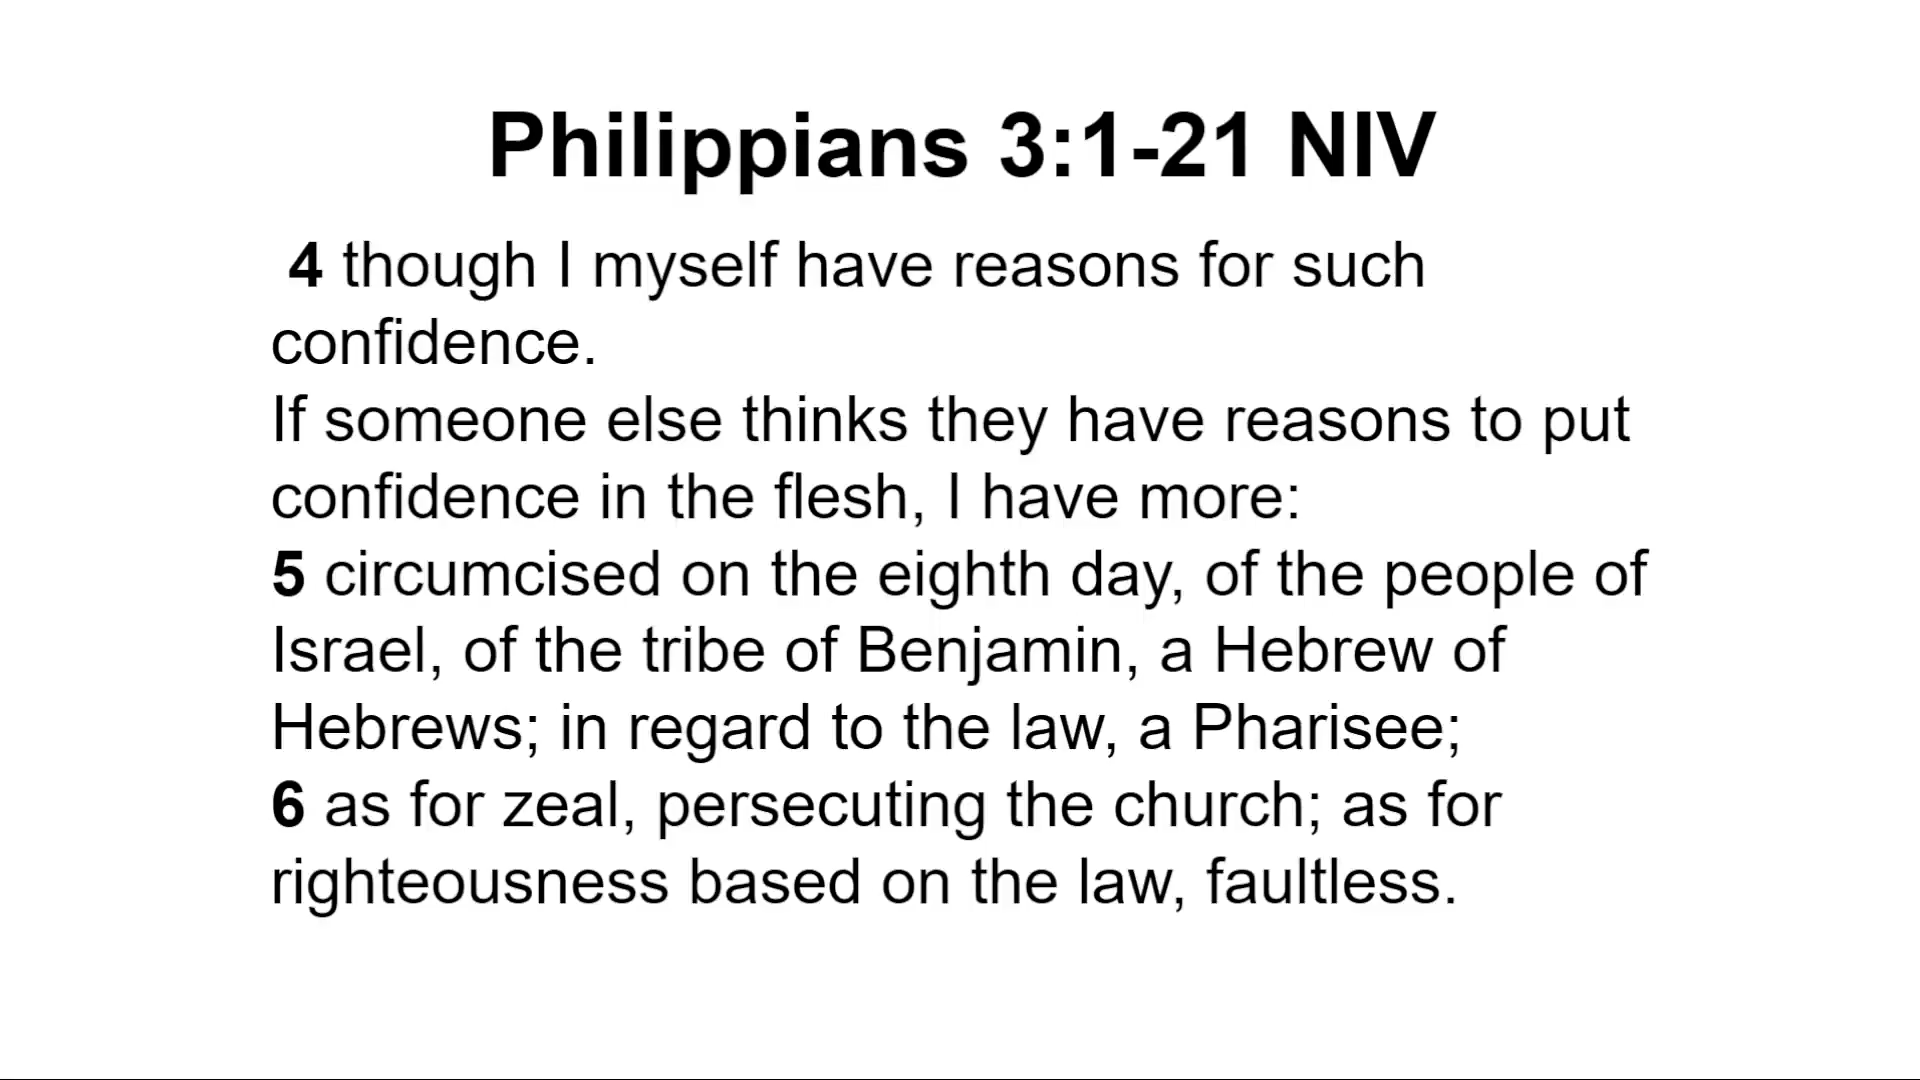 Philippians 3:1-21 NIV
4 though I myself have reasons for such
confidence.
If someone else thinks they have reasons to put
confidence in the flesh, I have more:
5 circumcised on the eighth day, of the people of
Israel, of the tribe of Benjamin, a Hebrew of
Hebrews; in regard to the law, a Pharisee;
6 as for zeal, persecuting the church; as for
righteousness based on the law, faultless.